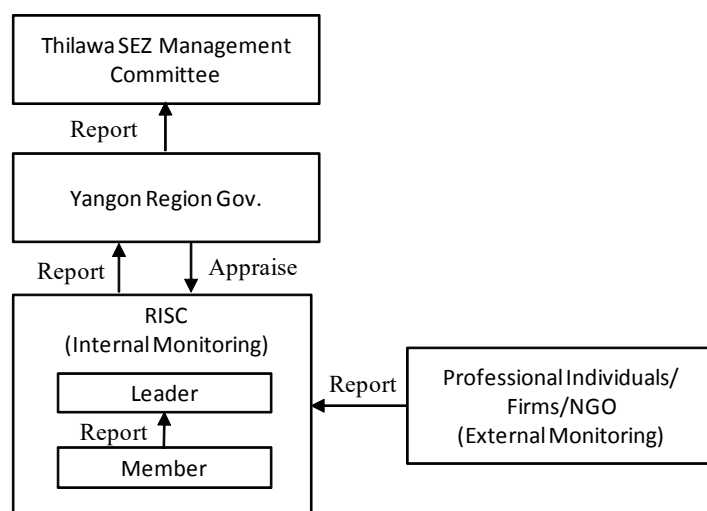 Thilawa SEZ Management
Committee
Report
Yangon Region Gov.
Report
Appraise
RISC
(Internal Monitoring)
Leader
Report
Member
Report
Professional Individuals/
Firms/NGO
(External Monitoring)